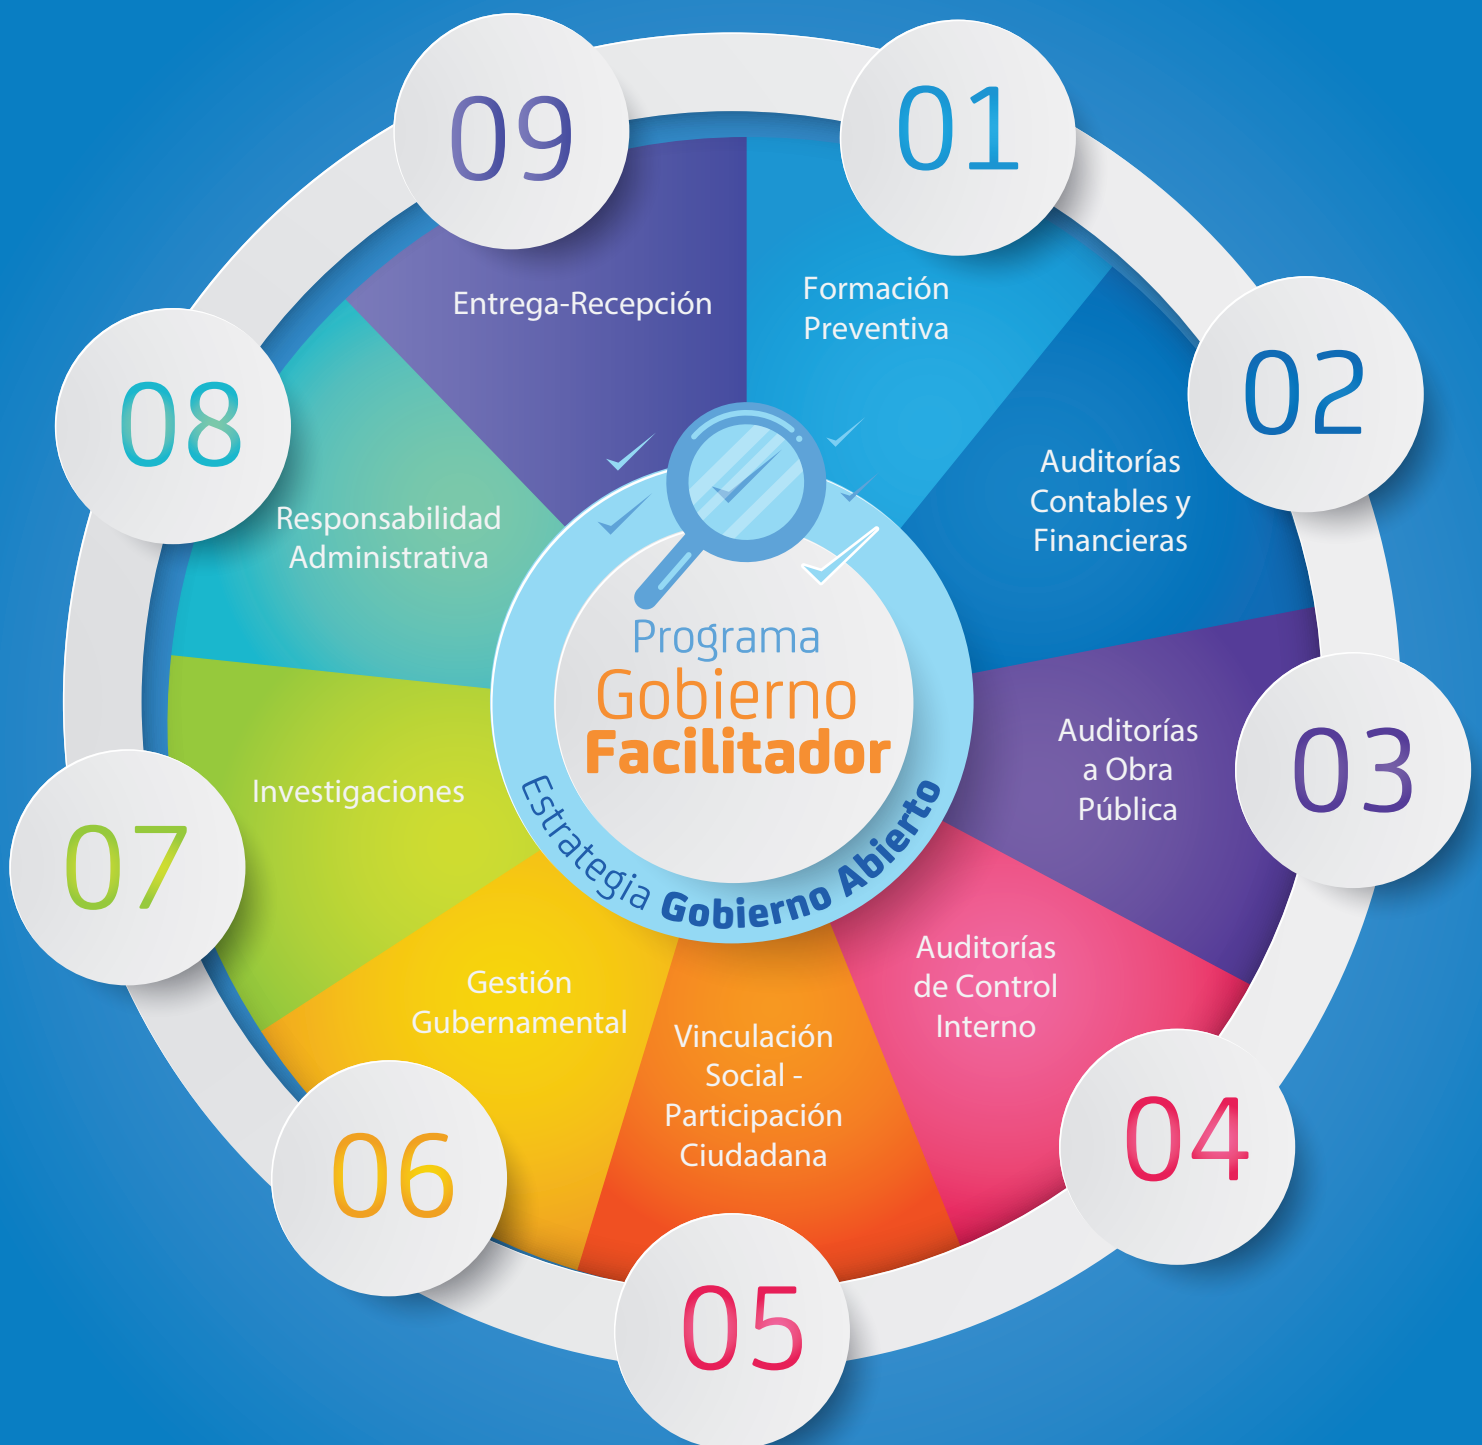 01
Formación
Preventiva
02
Auditorías
Contables y
Financieras
03
Auditorías
a Obra
Pública
04
Auditorías
de Control
Interno
05
Vinculación
Social -
Participación
Ciudadana
06
Gestión
Gubernamental
07
Investigaciones
08
Responsabilidad
Administrativa
09
Entrega-Recepción
Programa
Gobierno
Facilitador
Estrategia Gobierno Abierto